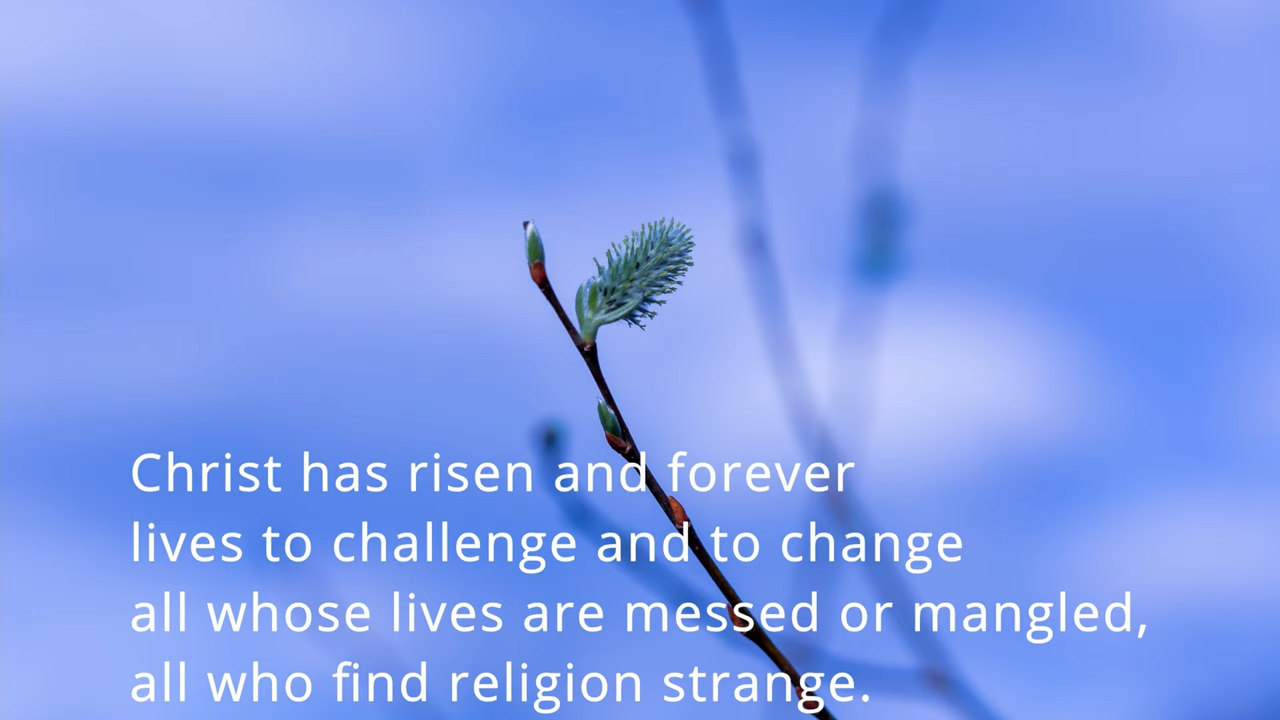 Christ has risen and forever
lives to challenge and to change
all whose lives are messed or mangled,
all who find religion strange.